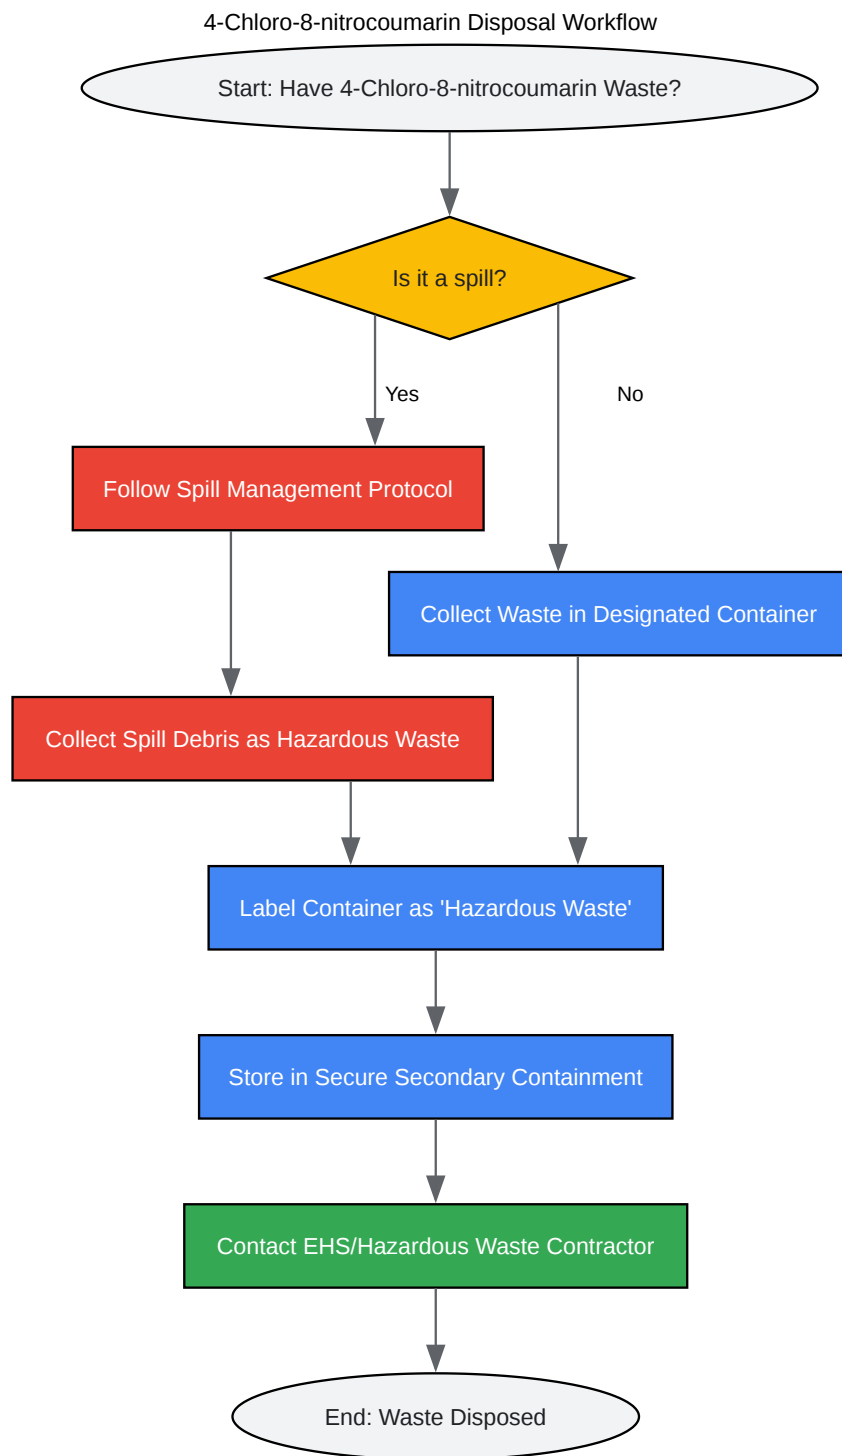 4-Chloro-8-nitrocoumarin Disposal Workflow
Start: Have 4-Chloro-8-nitrocoumarin Waste?
Is it a spill?
Yes
No
Follow Spill Management Protocol
Collect Waste in Designated Container
Collect Spill Debris as Hazardous Waste
Label Container as 'Hazardous Waste'
Store in Secure Secondary Containment
Contact EHS/Hazardous Waste Contractor
End: Waste Disposed